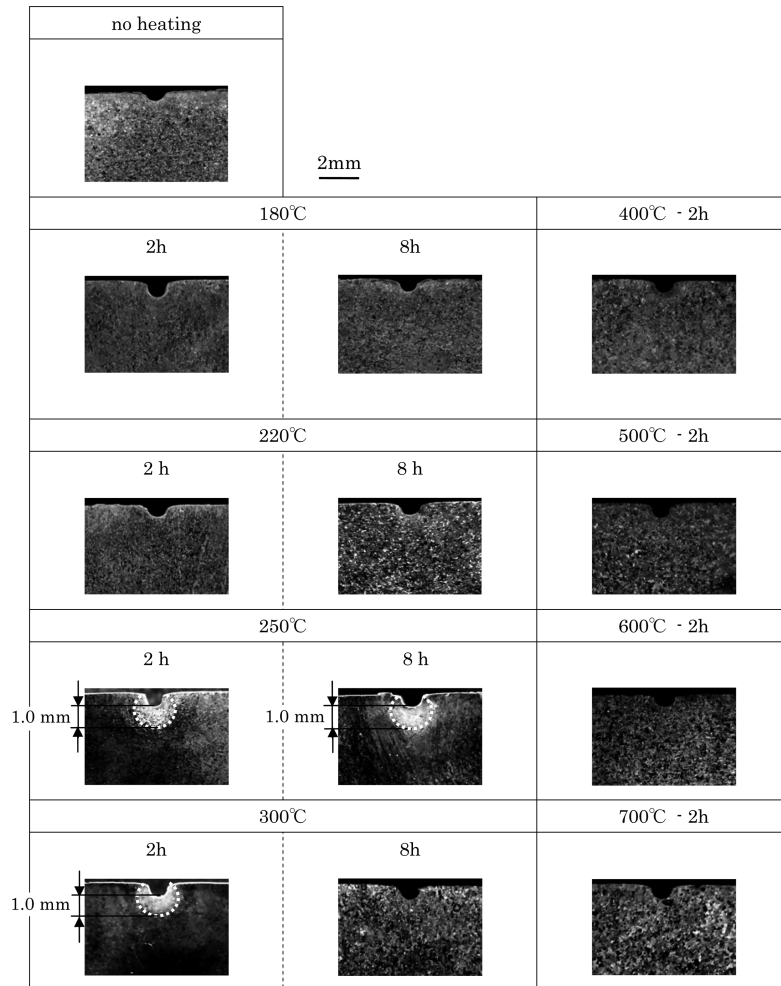 no heating
2mm
180℃
400℃ - 2h
2h
8h
220℃
500℃ - 2h
2 h
8 h
250℃
600℃ - 2h
2 h
8 h
1.0 mm
1.0 mm
300℃
700℃ - 2h
2h
8h
1.0 mm